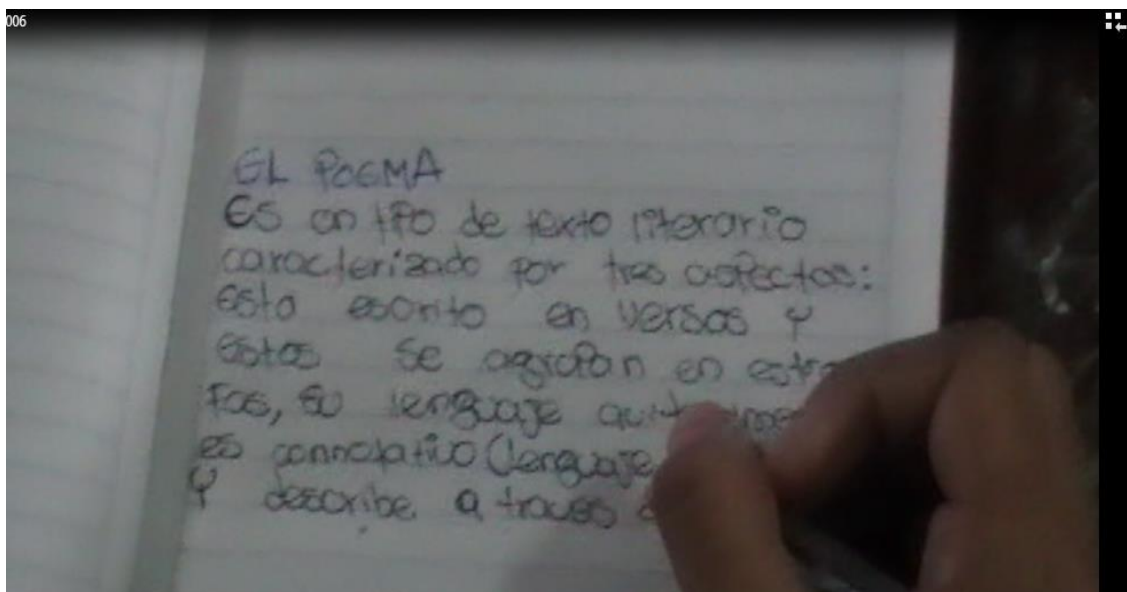 006
EL POEMA
Es un tipo de texto literario
caracterizado por tres aspectos:
esta escrito en versos y
estos se agrupan en estro
fas, su lenguaje
es connotativo (lenguaje
Y describe a traves